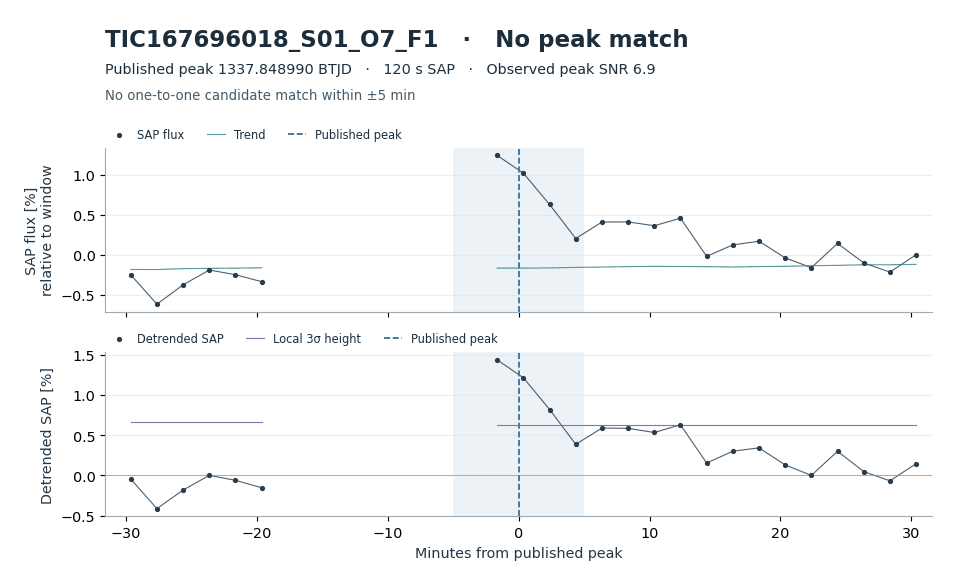 TIC167696018_S01_O7_F1 · No peak match
Published peak 1337.848990 BTJD · 120 s SAP · Observed peak SNR 6.9
No one-to-one candidate match within ±5 min
SAP flux Trend Published peak
SAP flux [%]
relative to window
1.0
0.5
0.0
−0.5
Detrended SAP Local 3σ height Published peak
Detrended SAP [%]
1.5
1.0
0.5
0.0
−0.5
−30 −20 −10 0 10 20 30
Minutes from published peak